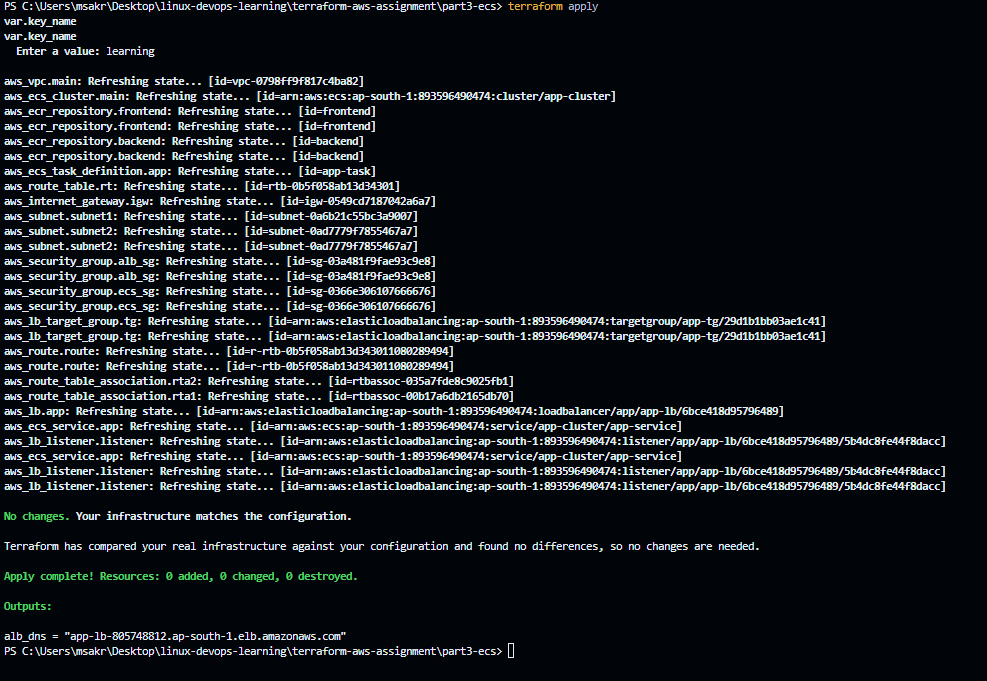 PS C:\Users\msakr\Desktop\linux-devops-learning\terraform-aws-assignment\part3-ecs> terraform apply
var.key_name
var.key_name
  Enter a value: learning

aws_vpc.main: Refreshing state... [id=vpc-0798ff9f817c4ba82]
aws_ecs_cluster.main: Refreshing state... [id=arn:aws:ecs:ap-south-1:893596490474:cluster/app-cluster]
aws_ecr_repository.frontend: Refreshing state... [id=frontend]
aws_ecr_repository.frontend: Refreshing state... [id=frontend]
aws_ecr_repository.backend: Refreshing state... [id=backend]
aws_ecr_repository.backend: Refreshing state... [id=backend]
aws_ecs_task_definition.app: Refreshing state... [id=app-task]
aws_route_table.rt: Refreshing state... [id=rtb-0b5f058ab13d34301]
aws_internet_gateway.igw: Refreshing state... [id=igw-0549cd7187042a6a7]
aws_subnet.subnet1: Refreshing state... [id=subnet-0a6b21c55bc3a9007]
aws_subnet.subnet2: Refreshing state... [id=subnet-0ad7779f7855467a7]
aws_subnet.subnet2: Refreshing state... [id=subnet-0ad7779f7855467a7]
aws_security_group.alb_sg: Refreshing state... [id=sg-03a481f9fae93c9e8]
aws_security_group.alb_sg: Refreshing state... [id=sg-03a481f9fae93c9e8]
aws_security_group.ecs_sg: Refreshing state... [id=sg-0366e306107666676]
aws_security_group.ecs_sg: Refreshing state... [id=sg-0366e306107666676]
aws_lb_target_group.tg: Refreshing state... [id=arn:aws:elasticloadbalancing:ap-south-1:893596490474:targetgroup/app-tg/29d1b1bb03ae1c41]
aws_lb_target_group.tg: Refreshing state... [id=arn:aws:elasticloadbalancing:ap-south-1:893596490474:targetgroup/app-tg/29d1b1bb03ae1c41]
aws_route.route: Refreshing state... [id=r-rtb-0b5f058ab13d343011080289494]
aws_route.route: Refreshing state... [id=r-rtb-0b5f058ab13d343011080289494]
aws_route_table_association.rta2: Refreshing state... [id=rtbassoc-035a7fde8c9025fb1]
aws_route_table_association.rta1: Refreshing state... [id=rtbassoc-00b17a6db2165db70]
aws_lb.app: Refreshing state... [id=arn:aws:elasticloadbalancing:ap-south-1:893596490474:loadbalancer/app/app-lb/6bce418d95796489]
aws_ecs_service.app: Refreshing state... [id=arn:aws:ecs:ap-south-1:893596490474:service/app-cluster/app-service]
aws_lb_listener.listener: Refreshing state... [id=arn:aws:elasticloadbalancing:ap-south-1:893596490474:listener/app/app-lb/6bce418d95796489/5b4dc8fe44f8dacc]
aws_ecs_service.app: Refreshing state... [id=arn:aws:ecs:ap-south-1:893596490474:service/app-cluster/app-service]
aws_lb_listener.listener: Refreshing state... [id=arn:aws:elasticloadbalancing:ap-south-1:893596490474:listener/app/app-lb/6bce418d95796489/5b4dc8fe44f8dacc]
aws_lb_listener.listener: Refreshing state... [id=arn:aws:elasticloadbalancing:ap-south-1:893596490474:listener/app/app-lb/6bce418d95796489/5b4dc8fe44f8dacc]

No changes. Your infrastructure matches the configuration.

Terraform has compared your real infrastructure against your configuration and found no differences, so no changes are needed.

Apply complete! Resources: 0 added, 0 changed, 0 destroyed.

Outputs:

alb_dns = "app-lb-805748812.ap-south-1.elb.amazonaws.com"
PS C:\Users\msakr\Desktop\linux-devops-learning\terraform-aws-assignment\part3-ecs>